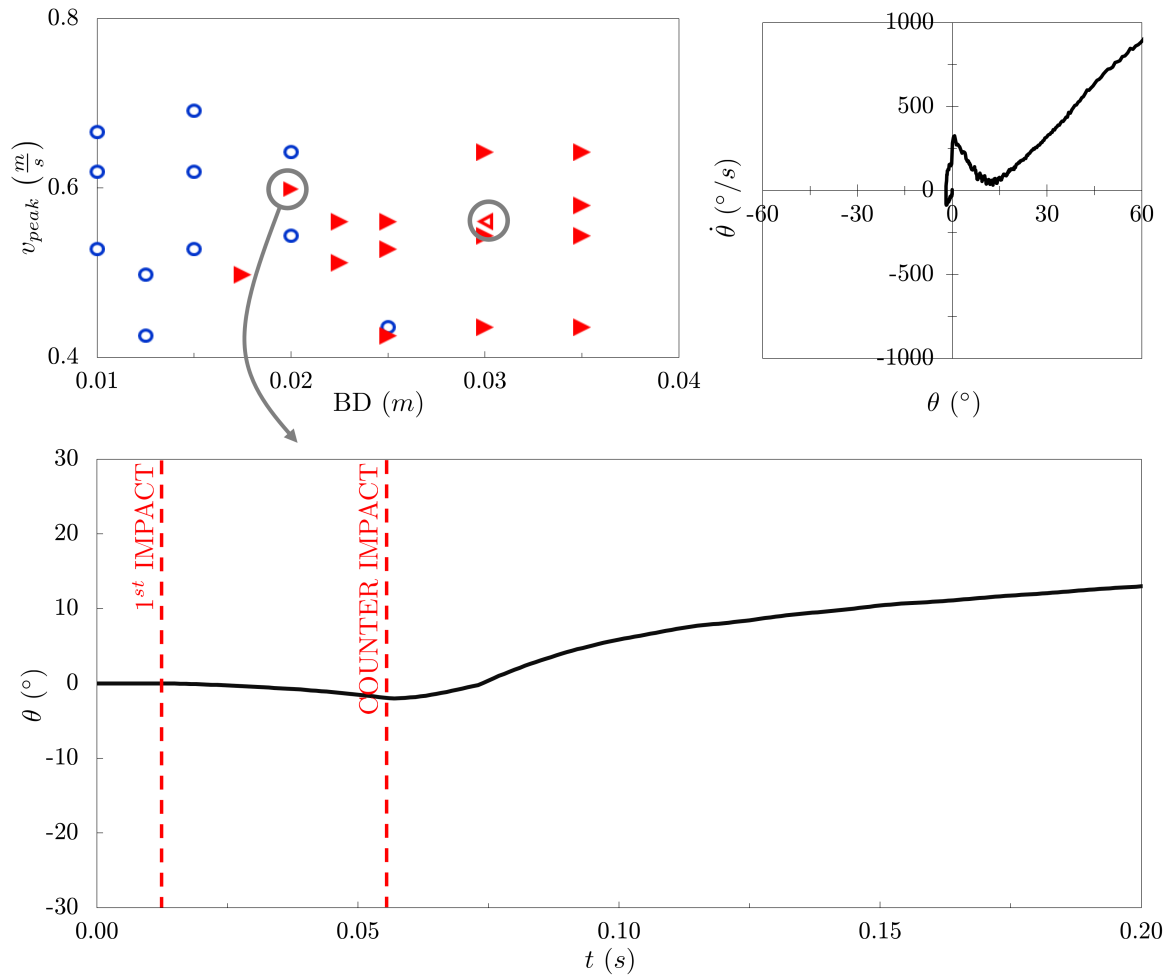 0.8
0.6
0.4
v_peak (m/s)
0.01 0.02 0.03 0.04
BD (m)
1000
500
0
-500
-1000
θ̇ (°/s)
-60 -30 0 30 60
θ (°)
30
20
10
0
-10
-20
-30
θ (°)
1st IMPACT
COUNTER IMPACT
0.00 0.05 0.10 0.15 0.20
t (s)